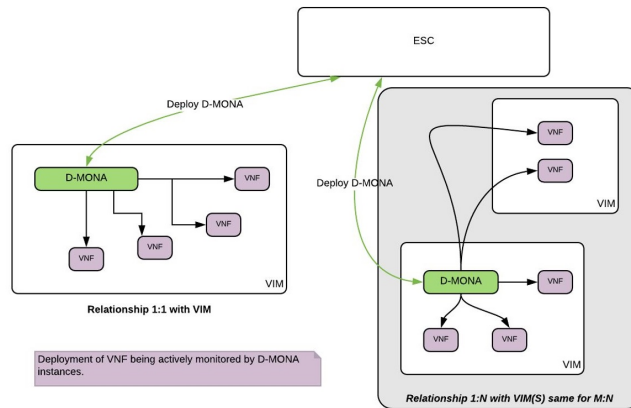 ESC
Deploy D-MONA
VNF
VNF
VIM
D-MONA
VNF
VNF
VNF
VNF
VIM
Relationship 1:1 with VIM
Deploy D-MONA
D-MONA
VNF
VNF
VNF
VIM
Deployment of VNF being actively monitored by D-MONA
instances.
Relationship 1:N with VIM(S) same for M:N